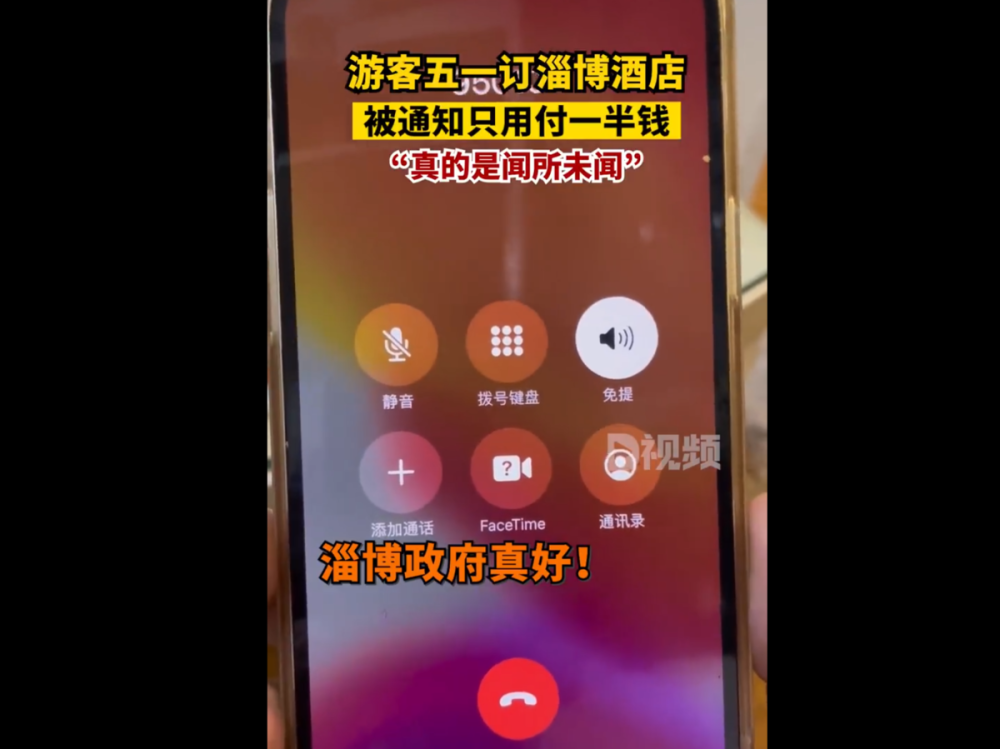 游客五一订淄博酒店
被通知只用付一半钱
“真的是闻所未闻”
静音
拨号键盘
免提
视频
添加通话
FaceTime
通讯录
淄博政府真好！